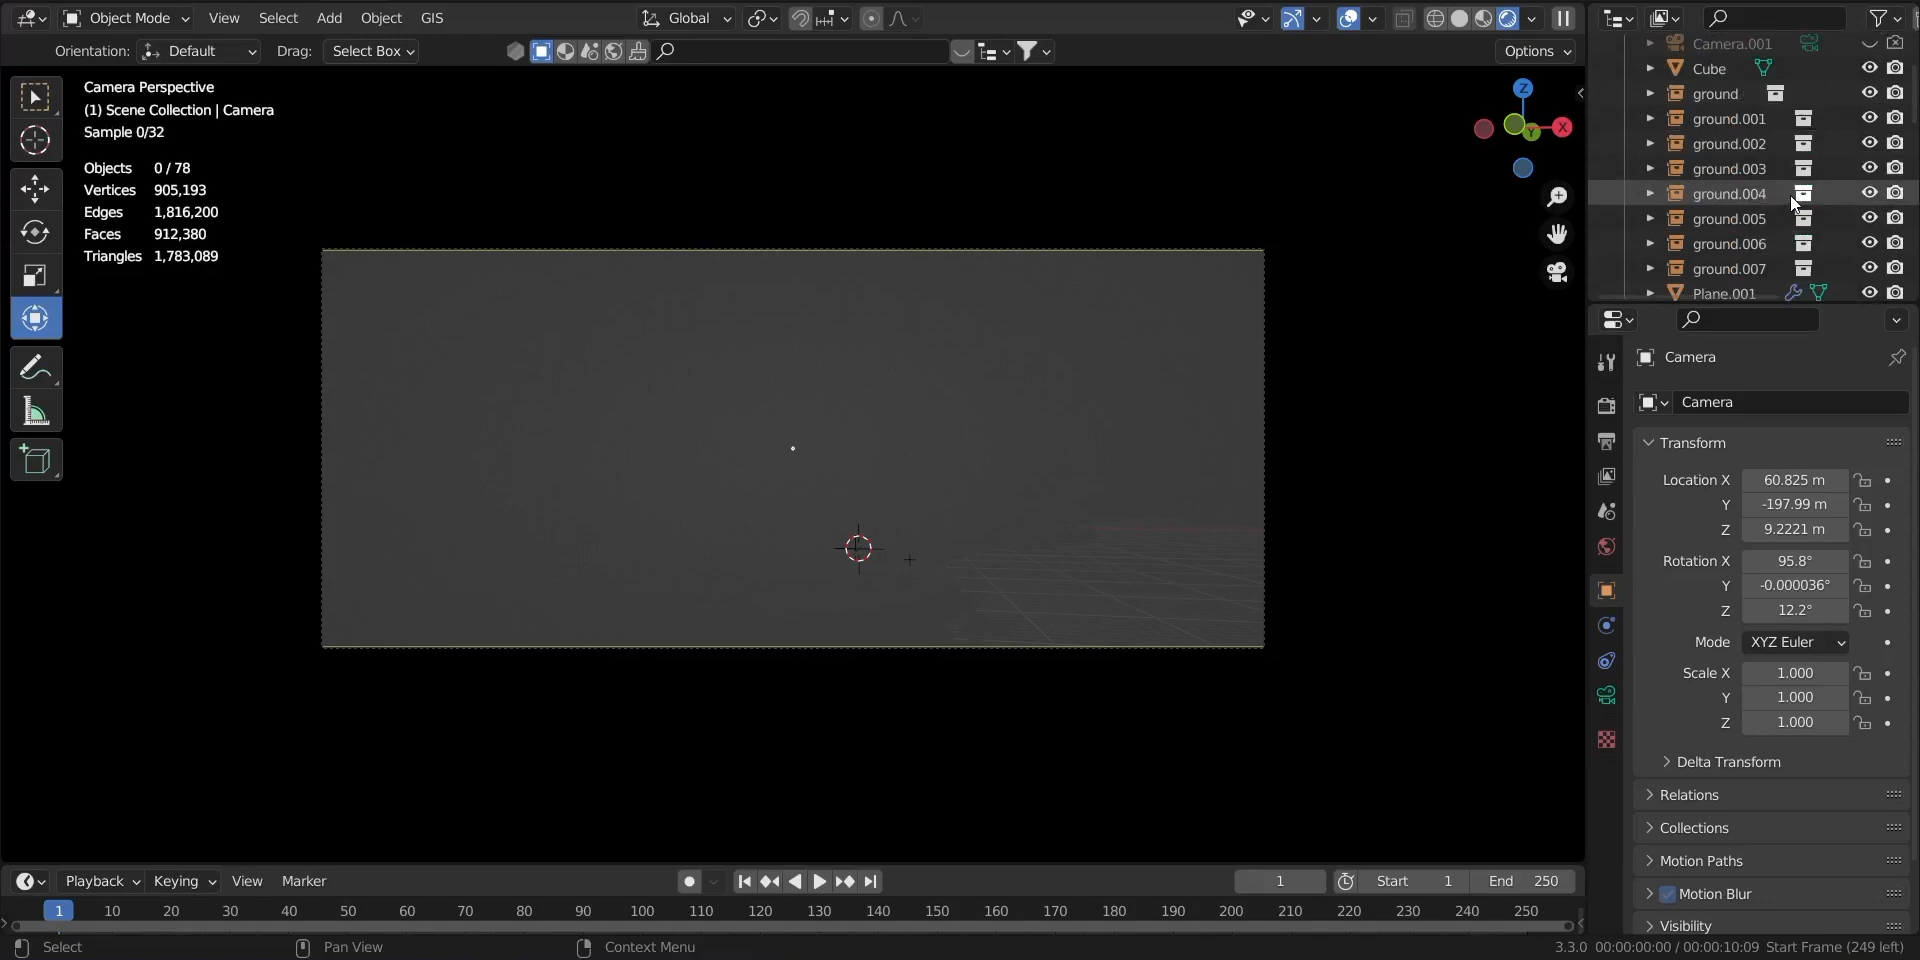 Object Mode View Select Add Object GIS Global
Orientation: Default Drag: Select Box Options
Camera Perspective
(1) Scene Collection | Camera
Sample 0/32
Objects 0 / 78
Vertices 905,193
Edges 1,816,200
Faces 912,380
Triangles 1,783,089
Z
Y
X
Camera.001
Cube
ground
ground.001
ground.002
ground.003
ground.004
ground.005
ground.006
ground.007
Plane.001
Camera
Camera
Transform
Location X 60.825 m
Y -197.99 m
Z 9.2221 m
Rotation X 95.8°
Y -0.000036°
Z 12.2°
Mode XYZ Euler
Scale X 1.000
Y 1.000
Z 1.000
Delta Transform
Relations
Collections
Motion Paths
Motion Blur
Visibility
Playback Keying View Marker 1 Start 1 End 250
1 10 20 30 40 50 60 70 80 90 100 110 120 130 140 150 160 170 180 190 200 210 220 230 240 250
Select Pan View Context Menu 3.3.0 00:00:00:00 / 00:00:10:09 Start Frame (249 left)